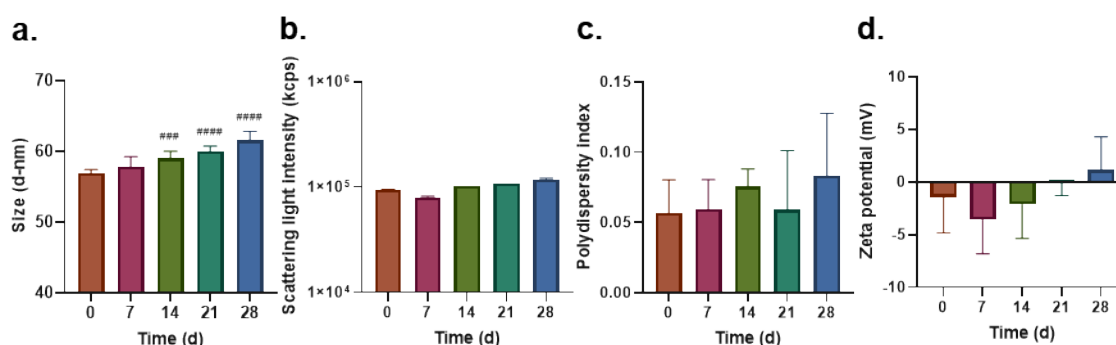 a.
Size (d-nm)
70
60
50
40
###
####
####
0 7 14 21 28
Time (d)
b.
Scattering light intensity (kcps)
1×10⁶
1×10⁵
1×10⁴
0 7 14 21 28
Time (d)
c.
Polydispersity index
0.15
0.10
0.05
0.00
0 7 14 21 28
Time (d)
d.
Zeta potential (mV)
10
5
0
-5
-10
0 7 14 21 28
Time (d)